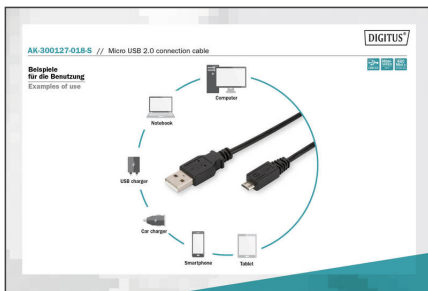 DIGITUS®
AK-300127-018-S // Micro USB 2.0 connection cable
Beispiele
für die Benutzung
Examples of use
Computer
Notebook
USB charger
Car charger
Smartphone
Tablet